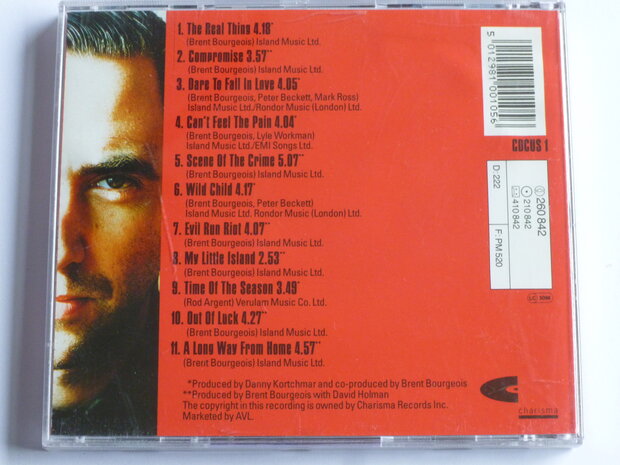 1. The Real Thing 4.18*
(Brent Bourgeois) Island Music Ltd.
2. Compromise 3.57**
(Brent Bourgeois) Island Music Ltd.
3. Dare To Fall In Love 4.05*
(Brent Bourgeois, Peter Beckett, Mark Ross)
Island Music Ltd./Rondor Music (London) Ltd.
4. Can't Feel The Pain 4.04*
(Brent Bourgeois, Lyle Workman)
Island Music Ltd./EMI Songs Ltd.
5. Scene Of The Crime 5.07**
(Brent Bourgeois) Island Music Ltd.
6. Wild Child 4.17*
(Brent Bourgeois, Peter Beckett)
Island Music Ltd. Rondor Music (London) Ltd.
7. Evil Run Riot 4.07**
(Brent Bourgeois) Island Music Ltd.
8. My Little Island 2.53**
(Brent Bourgeois) Island Music Ltd.
9. Time Of The Season 3.49*
(Rod Argent) Verulam Music Co. Ltd.
10. Out Of Luck 4.27**
(Brent Bourgeois) Island Music Ltd.
11. A Long Way From Home 4.57**
(Brent Bourgeois) Island Music Ltd.
*Produced by Danny Kortchmar and co-produced by Brent Bourgeois
**Produced by Brent Bourgeois with David Holman
The copyright in this recording is owned by Charisma Records Inc.
Marketed by AVL.
5 012981 001056
CDCUS 1
260 842
210 842
410 842
D: 222
F: PM 520
LC 3098
charisma